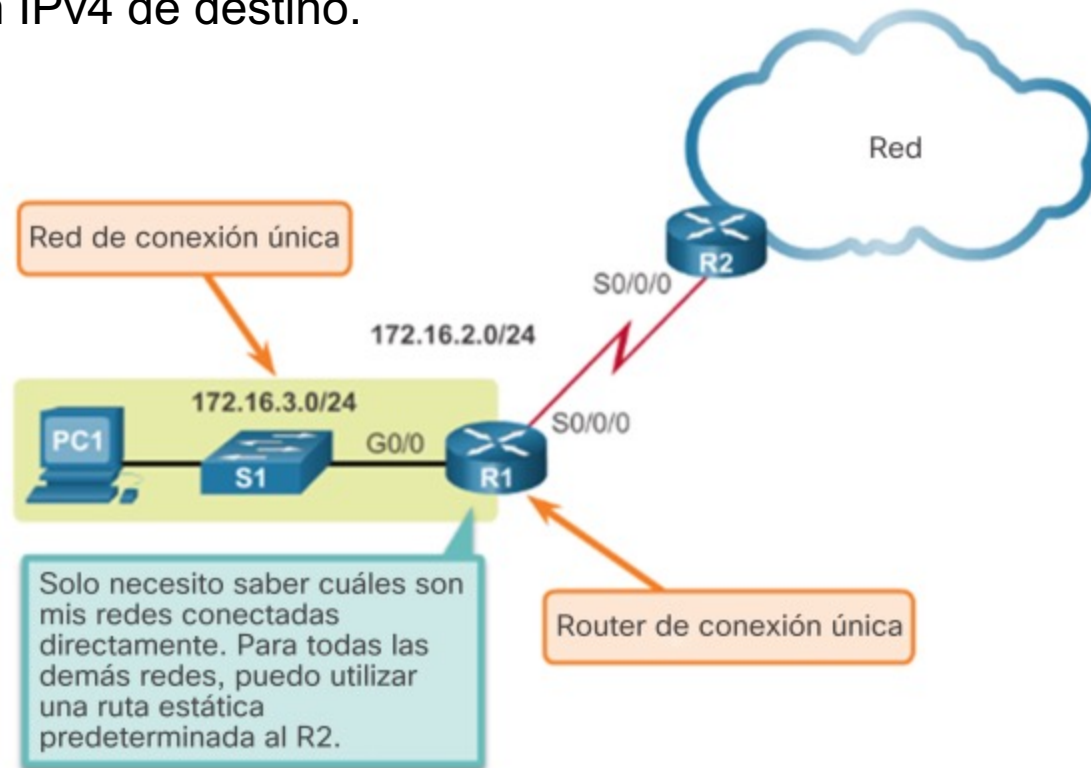 IPv4 de destino.
Red
Red de conexión única
R2
S0/0/0
172.16.2.0/24
172.16.3.0/24
S0/0/0
PC1
G0/0
S1
R1
Solo necesito saber cuáles son
mis redes conectadas
directamente. Para todas las
demás redes, puedo utilizar
una ruta estática
predeterminada al R2.
Router de conexión única